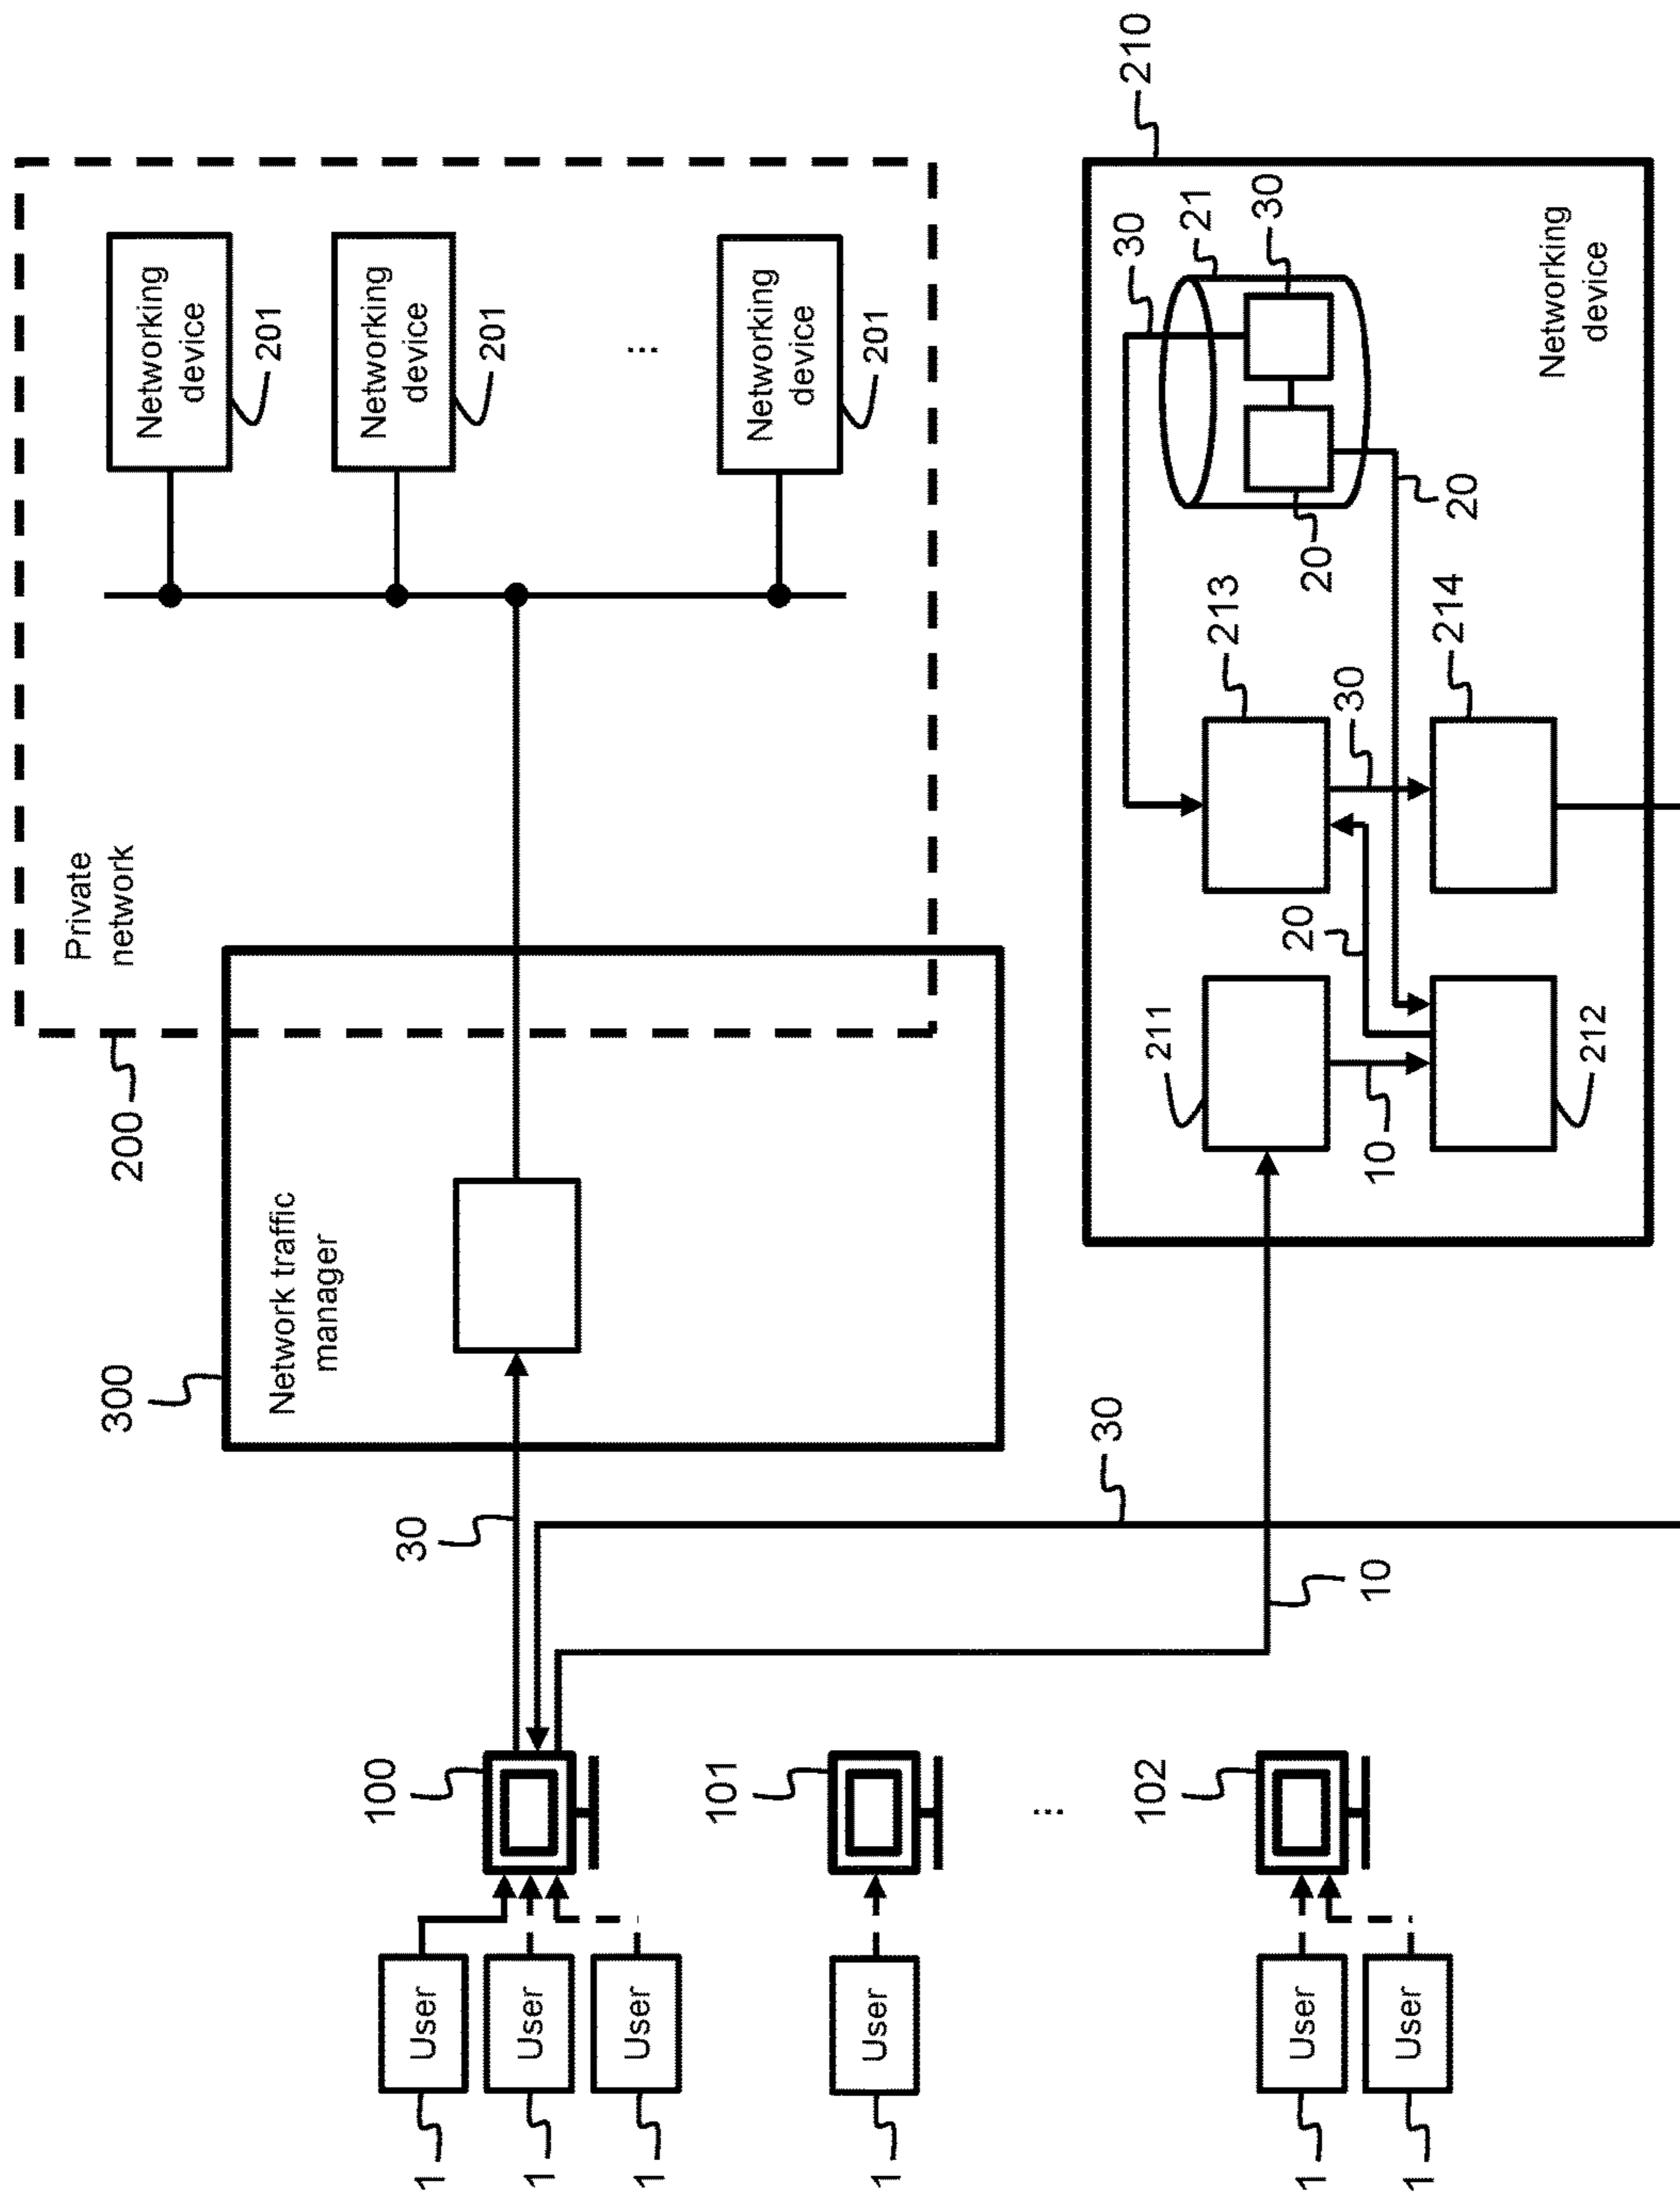 200
Private
network
300
Network traffic
manager
Networking
device
201
Networking
device
201
⋮
Networking
device
201
1
User
1
User
1
User
100
30
1
User
101
⋮
1
User
1
User
102
10
30
210
211
10
212
20
213
30
214
30
21
30
20
20
Networking
device